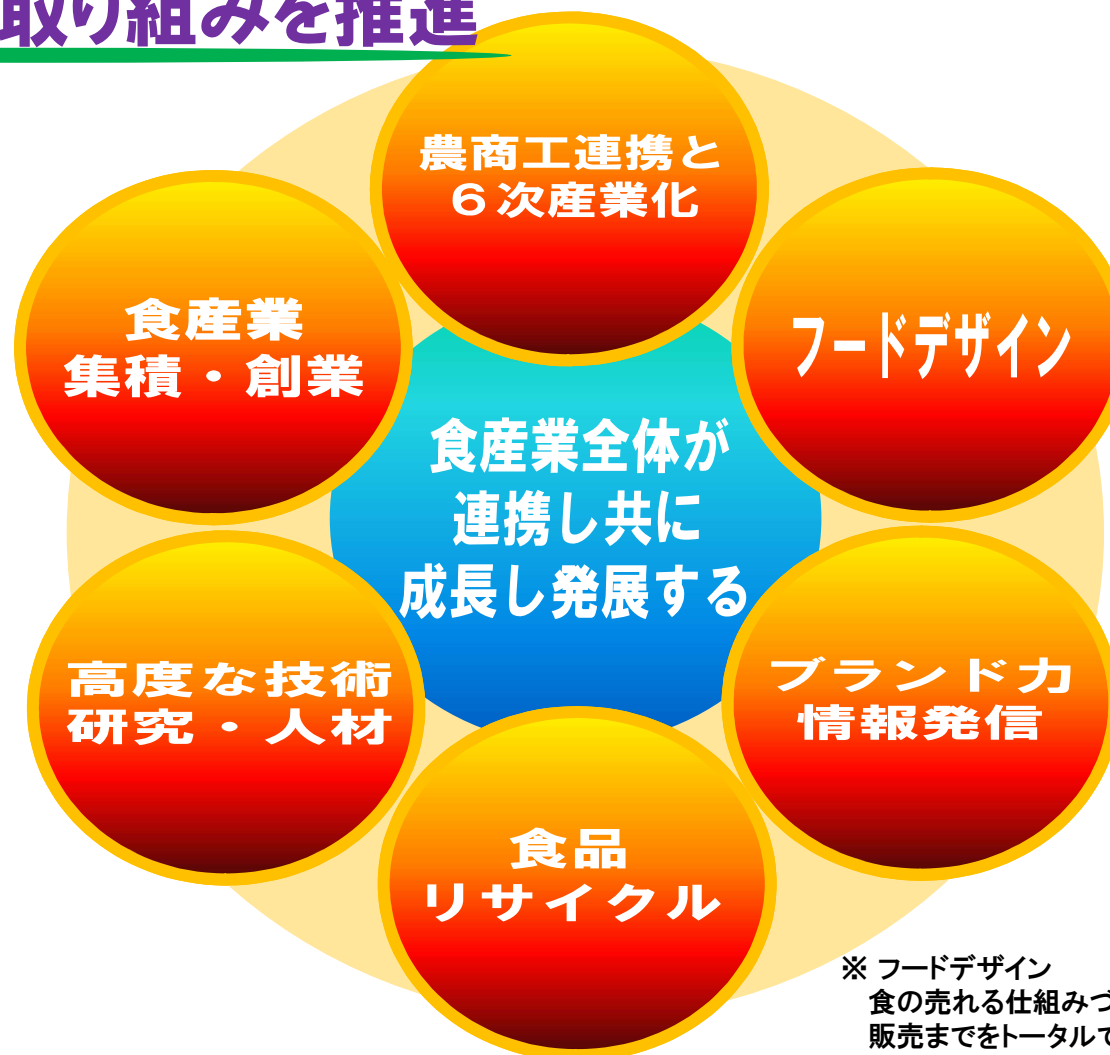 取り組みを推進
農商工連携と
６次産業化
フードデザイン
食産業
集積・創業
食産業全体が
連携し共に
成長し発展する
高度な技術
研究・人材
ブランド力
情報発信
食品
リサイクル
※ フードデザイン
食の売れる仕組みづ
販売までをトータルで